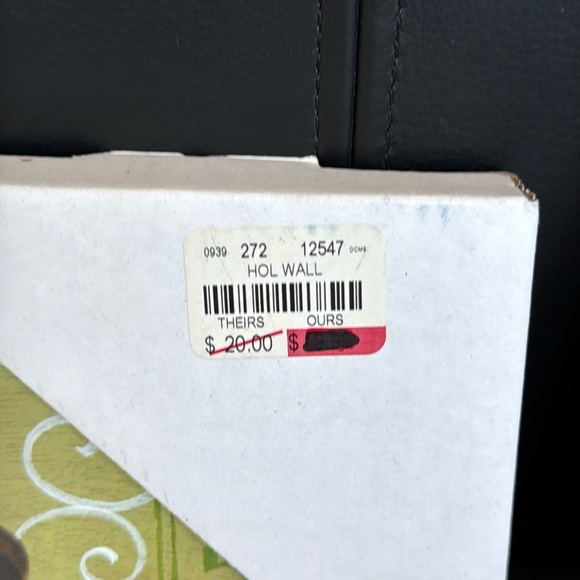 0939 272 12547
HOL WALL
THEIRS OURS
$ 20.00 $